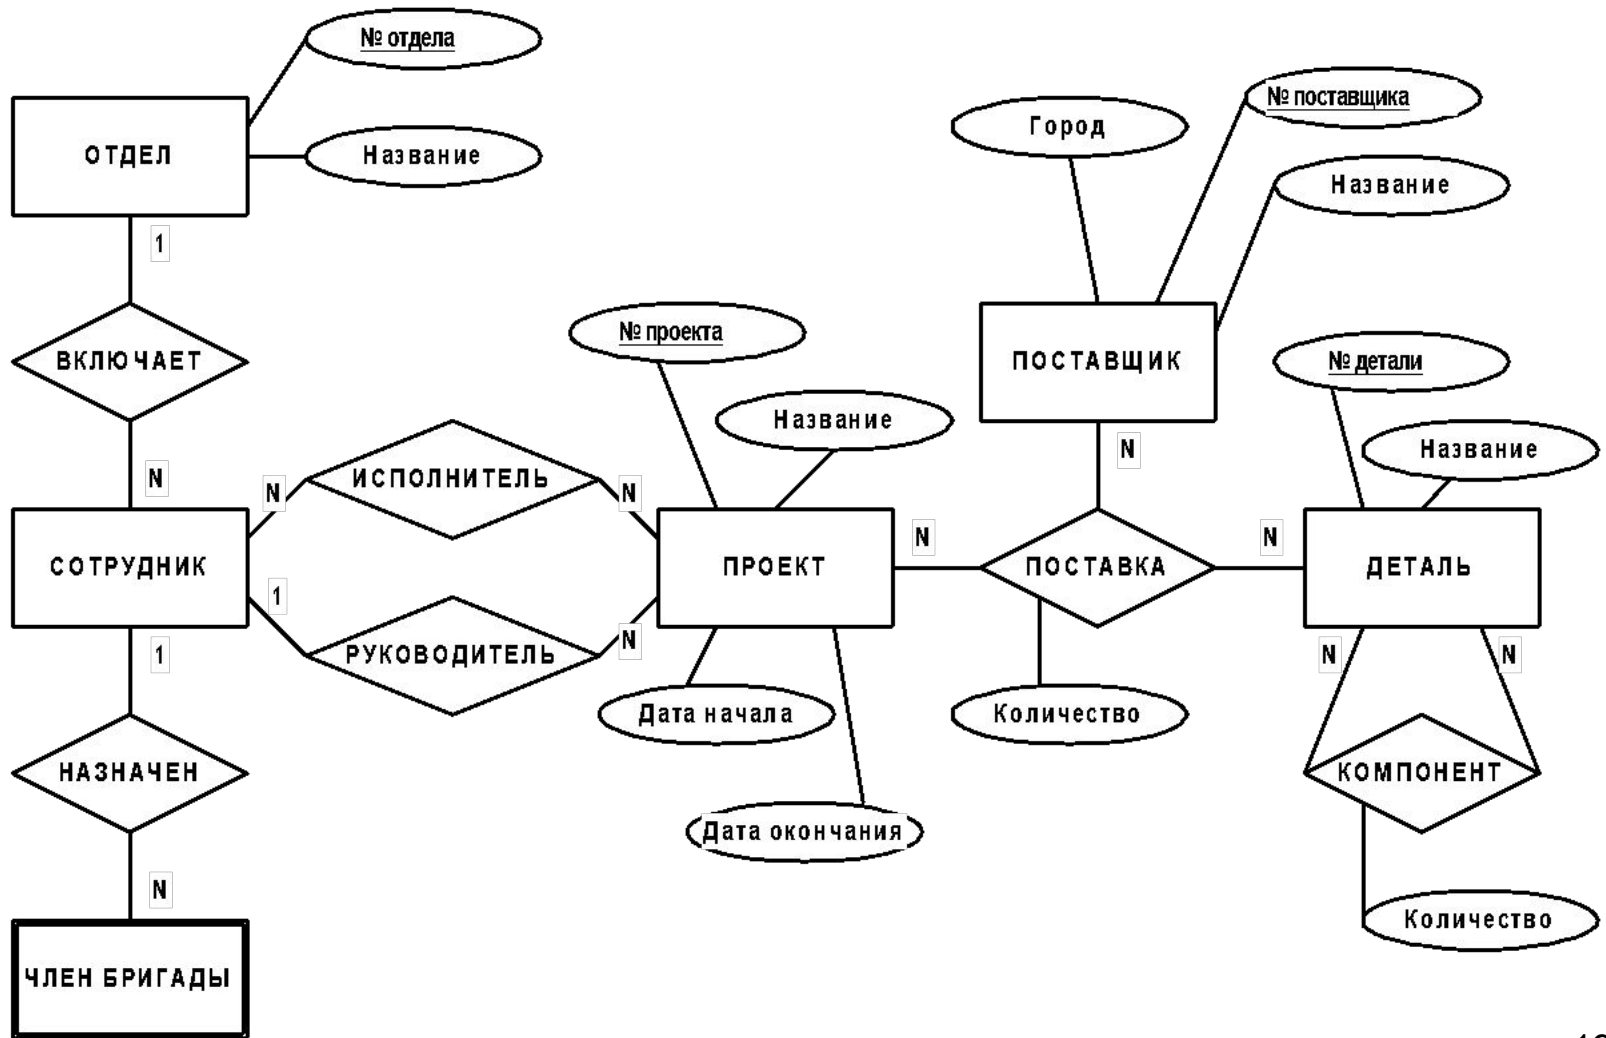 № отдела
ОТДЕЛ
Название
1
ВКЛЮЧАЕТ
N
СОТРУДНИК
N
ИСПОЛНИТЕЛЬ
N
1
РУКОВОДИТЕЛЬ
N
1
НАЗНАЧЕН
N
ЧЛЕН БРИГАДЫ
№ проекта
Название
ПРОЕКТ
Дата начала
Дата окончания
N
ПОСТАВКА
N
Количество
Город
№ поставщика
Название
ПОСТАВЩИК
N
№ детали
Название
ДЕТАЛЬ
N
N
КОМПОНЕНТ
Количество